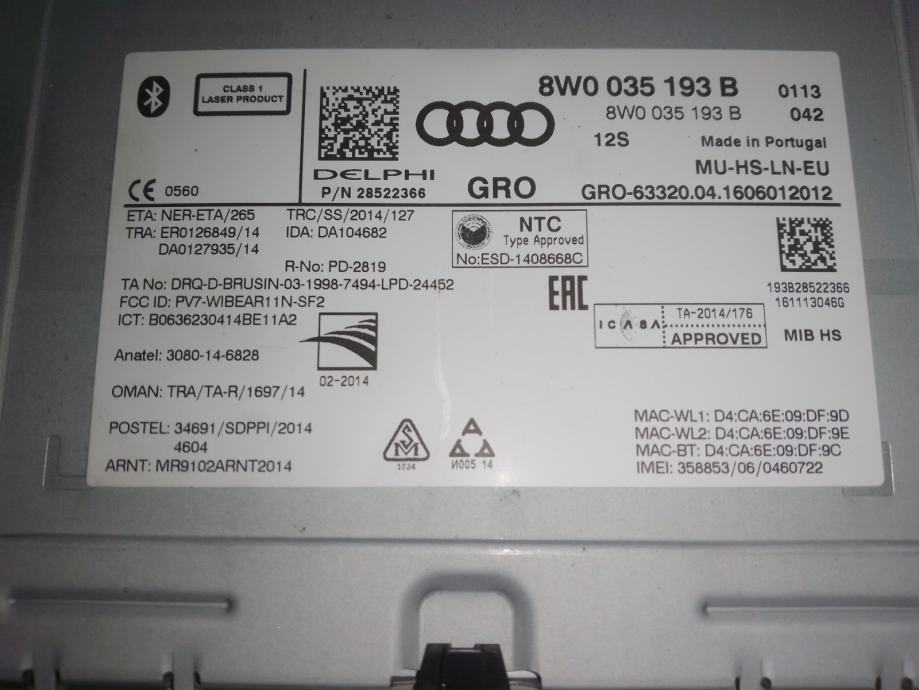 CLASS 1
LASER PRODUCT
CE 0560
DELPHI
P/N 28522366
8W0 035 193 B 0113
8W0 035 193 B 042
12S Made in Portugal
MU-HS-LN-EU
GRO GRO-63320.04.1606012012
ETA: NER-ETA/265 TRC/SS/2014/127
TRA: ER0126849/14 IDA: DA104682
DA0127935/14
R-No: PD-2819
NTC
Type Approved
No:ESD-1408668C
TA No: DRQ-D-BRUSIN-03-1998-7494-LPD-24452
FCC ID: PV7-WIBEAR11N-SF2
ICT: B0636230414BE11A2
EAC
193B28522366
161113046G
ICASA TA-2014/176
APPROVED
MIB HS
Anatel: 3080-14-6828
02-2014
OMAN: TRA/TA-R/1697/14
POSTEL: 34691/SDPPI/2014
4604
ARNT: MR9102ARNT2014
1024
И005 14
MAC-WL1: D4:CA:6E:09:DF:9D
MAC-WL2: D4:CA:6E:09:DF:9E
MAC-BT: D4:CA:6E:09:DF:9C
IMEI: 358853/06/0460722